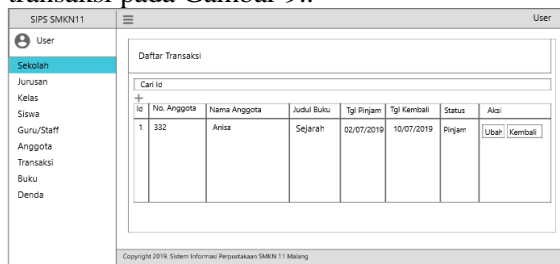 transaksi pada Gambar 9..
SIPS SMKN11
User
User
Sekolah
Jurusan
Kelas
Siswa
Guru/Staff
Anggota
Transaksi
Buku
Denda
Daftar Transaksi
Cari Id
Id No. Anggota Nama Anggota Judul Buku Tgl Pinjam Tgl Kembali Status Aksi
1 332 Anisa Sejarah 02/07/2019 10/07/2019 Pinjam Ubah Kembali
Copyright 2019. Sistem Informasi Perpustakaan SMKN 11 Malang